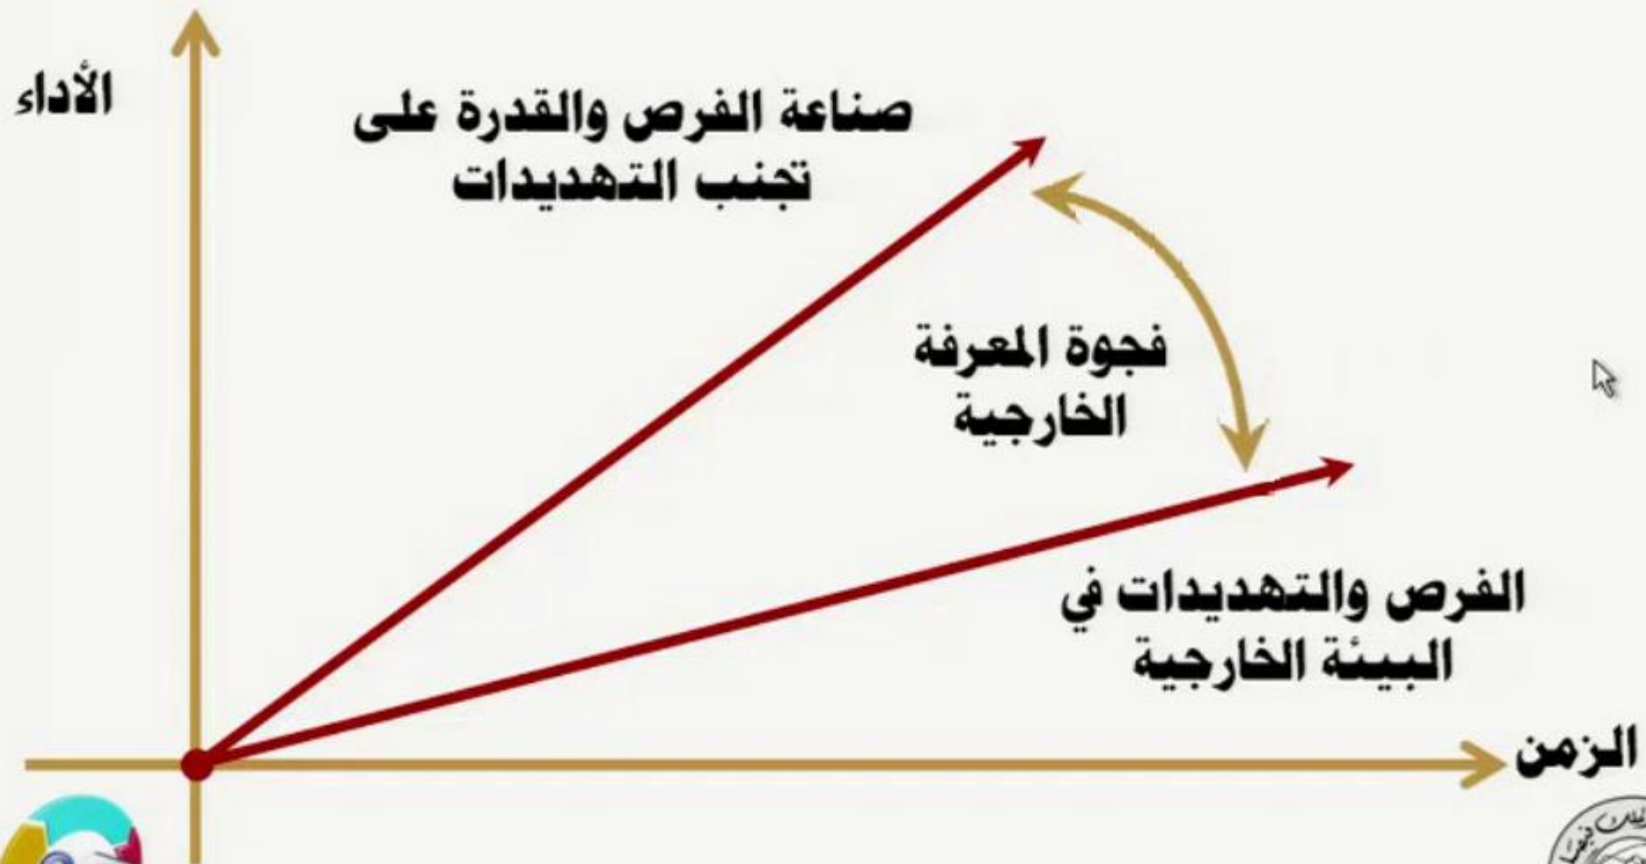 الأداء
صناعة الفرص والقدرة على
تجنب التهديدات
فجوة المعرفة
الخارجية
الفرص والتهديدات في
البيئة الخارجية
الزمن